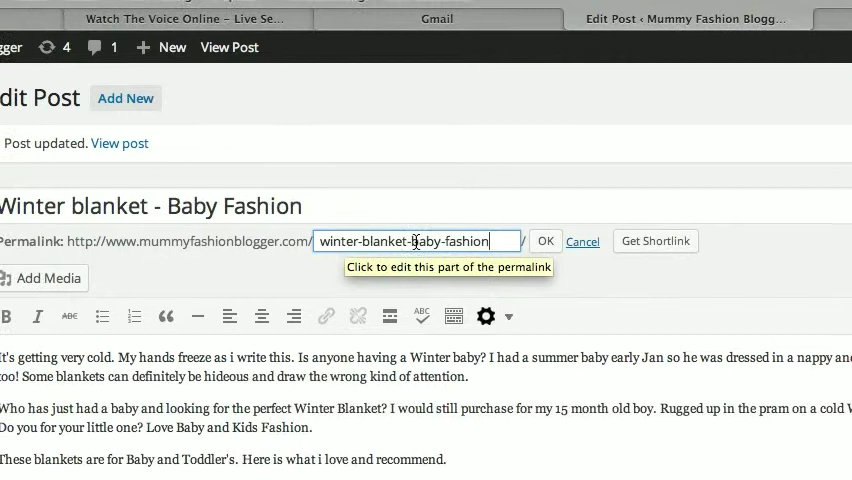 Watch The Voice Online – Live Se...
Gmail
Edit Post ‹ Mummy Fashion Blogg...
gger 4 1 New View Post
dit Post Add New
Post updated. View post
Winter blanket - Baby Fashion
Permalink: http://www.mummyfashionblogger.com/winter-blanket-baby-fashion/ OK Cancel Get Shortlink
Click to edit this part of the permalink
Add Media
B I ABC ABC
It's getting very cold. My hands freeze as i write this. Is anyone having a Winter baby? I had a summer baby early Jan so he was dressed in a nappy and
too! Some blankets can definitely be hideous and draw the wrong kind of attention.
Who has just had a baby and looking for the perfect Winter Blanket? I would still purchase for my 15 month old boy. Rugged up in the pram on a cold
Do you for your little one? Love Baby and Kids Fashion.
These blankets are for Baby and Toddler's. Here is what i love and recommend.